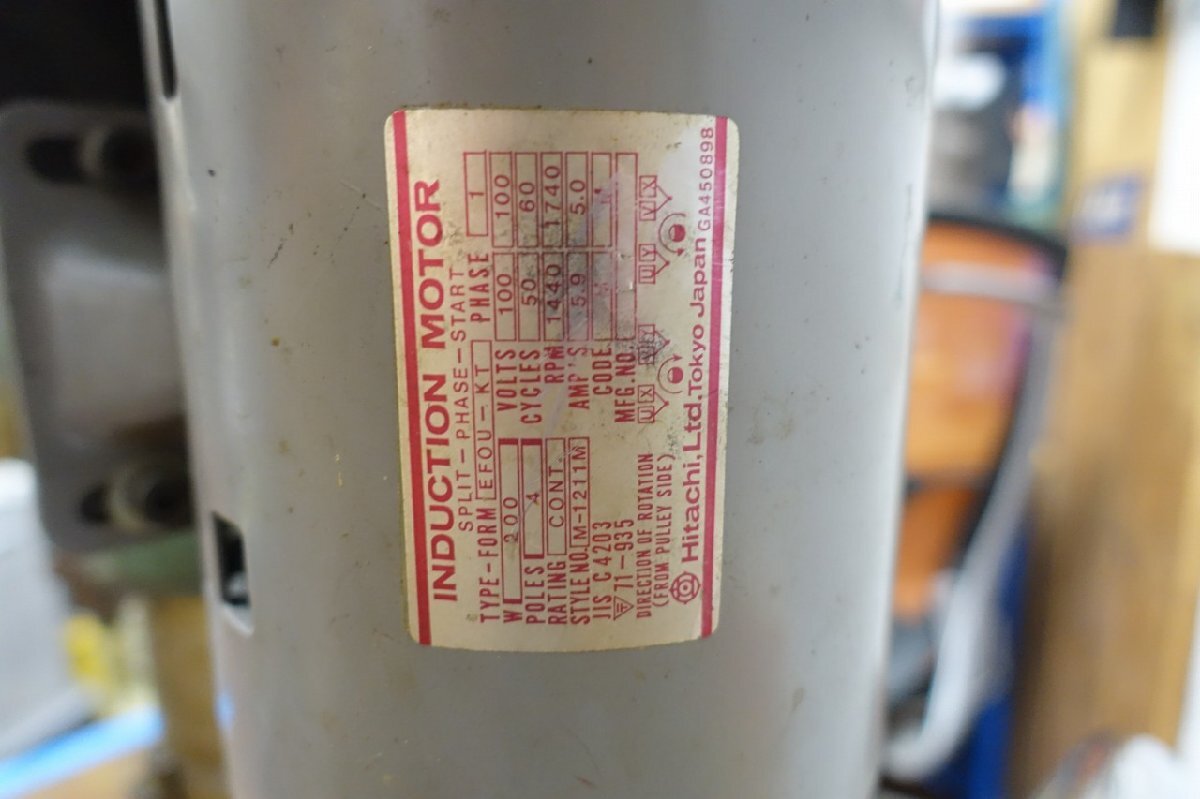 INDUCTION MOTOR
SPLIT-PHASE-START
TYPE-FORM EFOU-KT PHASE 1
W 200 VOLTS 100 100
POLES 4 CYCLES 50 60
RATING CONT. RPM 1440 1740
STYLE NO. M-1211M AMP'S 5.9 5.0
JIS C 4203 CODE
71-935 MFG. NO.
DIRECTION OF ROTATION
(FROM PULLEY SIDE)
U X U Y V X
Hitachi, Ltd. Tokyo Japan GA450898